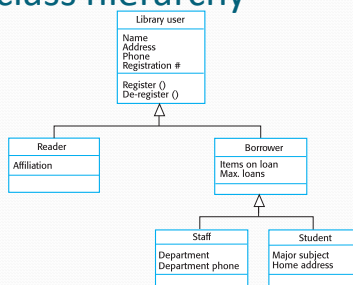 class hierarchy
Library user
Name
Address
Phone
Registration #
Register ()
De-register ()
Reader
Affiliation
Borrower
Items on loan
Max. loans
Staff
Department
Department phone
Student
Major subject
Home address